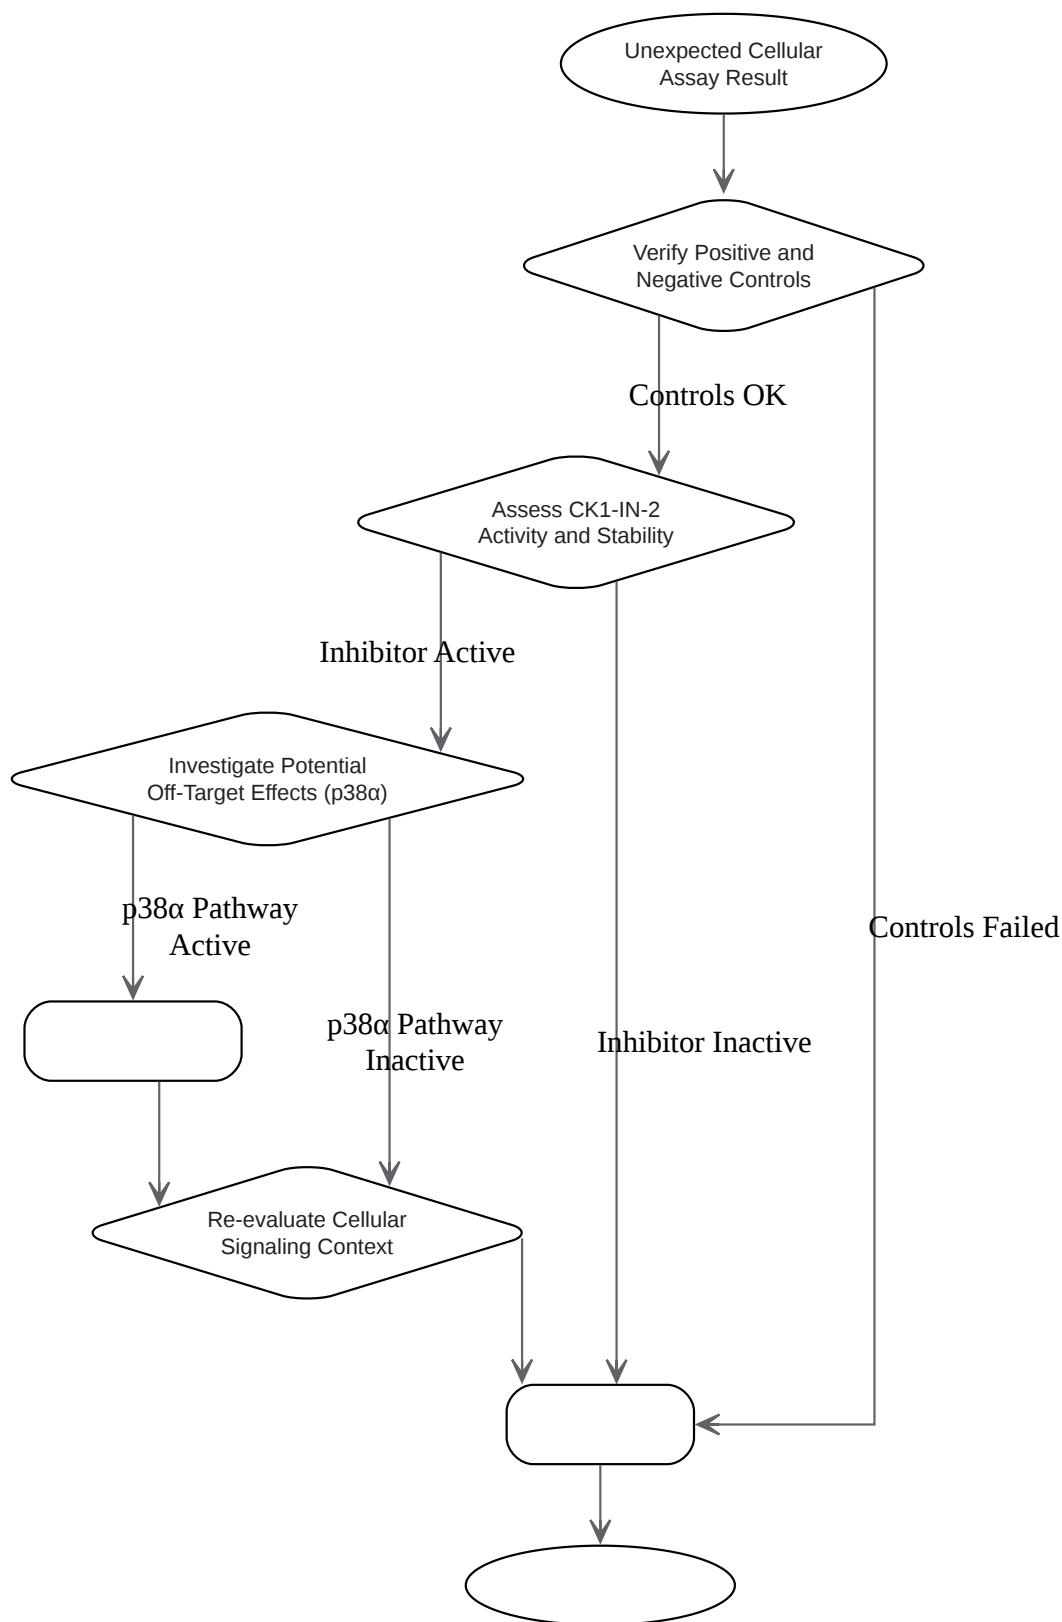 Unexpected Cellular
Assay Result
Verify Positive and
Negative Controls
Controls OK
Assess CK1-IN-2
Activity and Stability
Inhibitor Active
Investigate Potential
Off-Target Effects (p38α)
p38α Pathway
Active
Controls Failed
p38α Pathway
Inactive
Inhibitor Inactive
Re-evaluate Cellular
Signaling Context